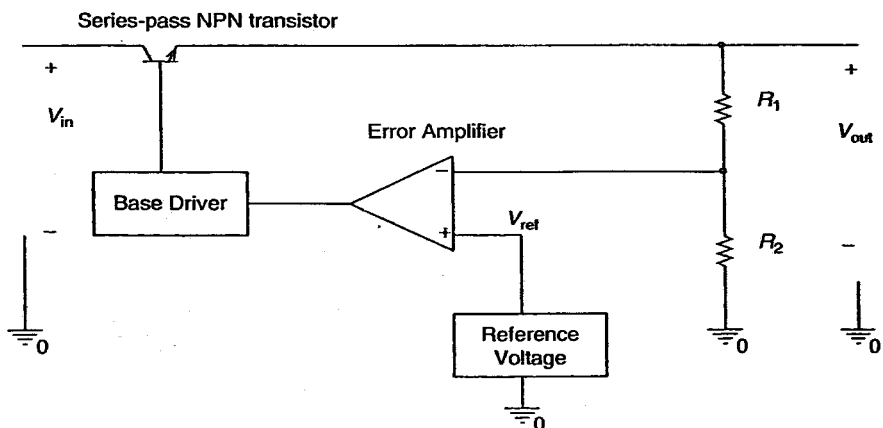 Series-pass NPN transistor
+
+
V_in
R_1
V_out
Error Amplifier
−
Base Driver
V_ref
+
−
R_2
−
Reference
Voltage
0
0
0
0